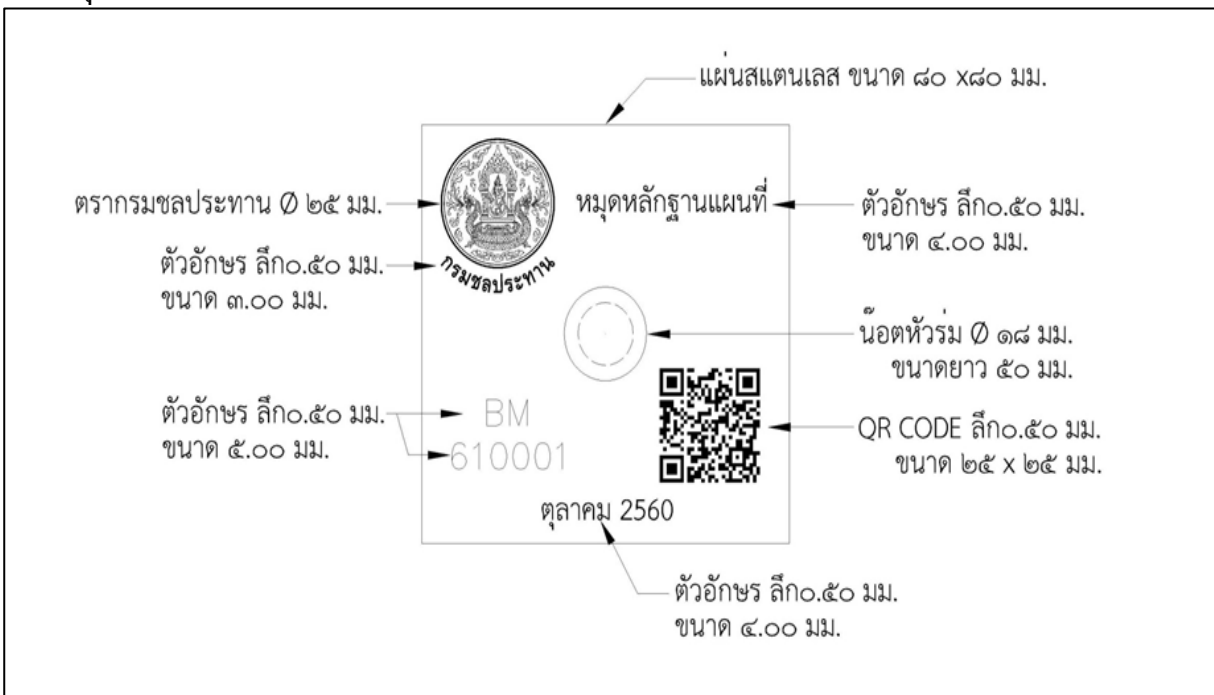 แผ่นสแตนเลส ขนาด ๘๐ x๘๐ มม.
ตรากรมชลประทาน Ø ๒๕ มม.
หมุดหลักฐานแผนที่
ตัวอักษร ลึก๐.๕๐ มม.
ขนาด ๔.๐๐ มม.
ตัวอักษร ลึก๐.๕๐ มม.
ขนาด ๓.๐๐ มม.
กรมชลประทาน
น๊อตหัวร่ม Ø ๑๘ มม.
ขนาดยาว ๕๐ มม.
ตัวอักษร ลึก๐.๕๐ มม.
ขนาด ๕.๐๐ มม.
BM
610001
QR CODE ลึก๐.๕๐ มม.
ขนาด ๒๕ x ๒๕ มม.
ตุลาคม 2560
ตัวอักษร ลึก๐.๕๐ มม.
ขนาด ๔.๐๐ มม.